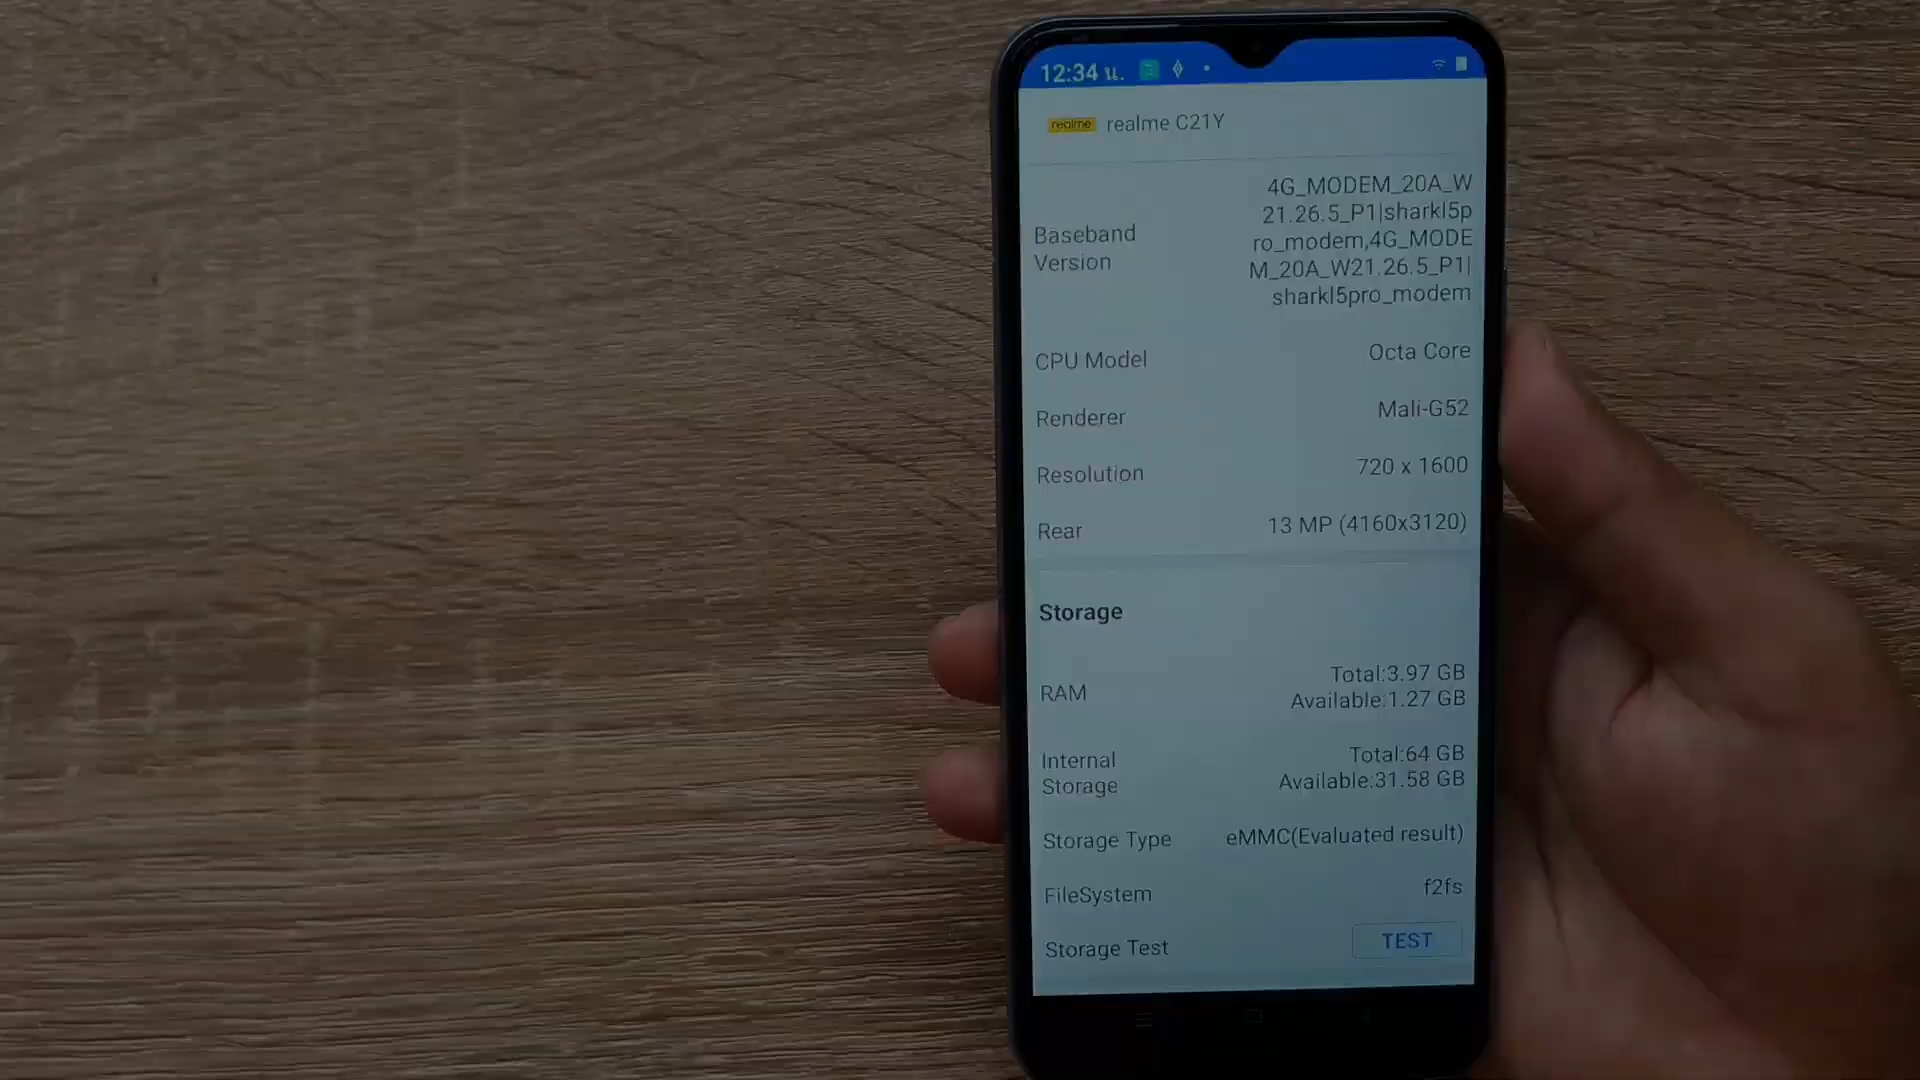 12:34 น.
realme realme C21Y
Baseband Version
4G_MODEM_20A_W
21.26.5_P1|sharkl5p
ro_modem,4G_MODE
M_20A_W21.26.5_P1|
sharkl5pro_modem
CPU Model Octa Core
Renderer Mali-G52
Resolution 720 x 1600
Rear 13 MP (4160x3120)
Storage
RAM
Total:3.97 GB
Available:1.27 GB
Internal Storage
Total:64 GB
Available:31.58 GB
Storage Type eMMC(Evaluated result)
FileSystem f2fs
Storage Test TEST